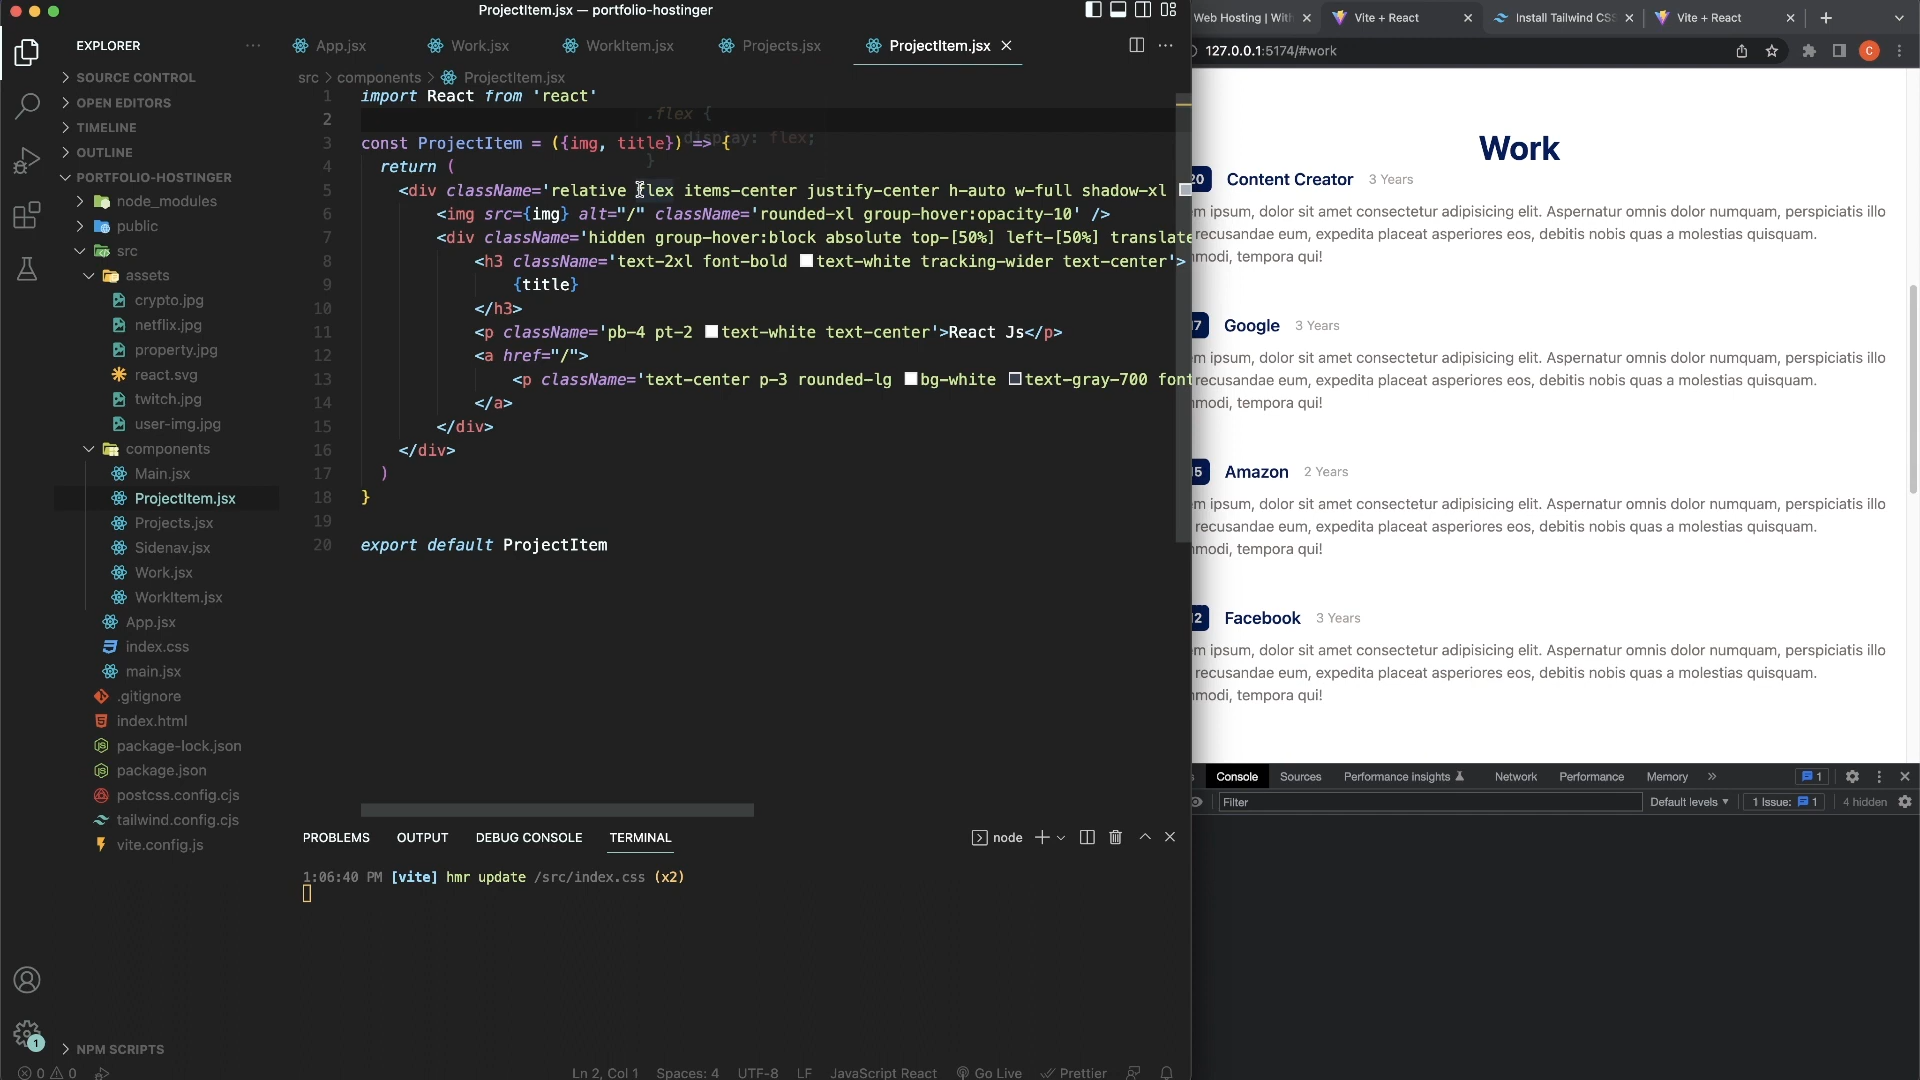 ProjectItem.jsx — portfolio-hostinger
EXPLORER
SOURCE CONTROL
OPEN EDITORS
TIMELINE
OUTLINE
PORTFOLIO-HOSTINGER
node_modules
public
src
assets
crypto.jpg
netflix.jpg
property.jpg
react.svg
twitch.jpg
user-img.jpg
components
Main.jsx
ProjectItem.jsx
Projects.jsx
Sidenav.jsx
Work.jsx
WorkItem.jsx
App.jsx
index.css
main.jsx
.gitignore
index.html
package-lock.json
package.json
postcss.config.cjs
tailwind.config.cjs
vite.config.js
NPM SCRIPTS
1
0 0
App.jsx Work.jsx WorkItem.jsx Projects.jsx ProjectItem.jsx
src > components > ProjectItem.jsx
1 import React from 'react'
2
.flex {
display: flex;
}
3 const ProjectItem = ({img, title}) => {
4 return (
5 <div className='relative flex items-center justify-center h-auto w-full shadow-xl
6 <img src={img} alt="/" className='rounded-xl group-hover:opacity-10' />
7 <div className='hidden group-hover:block absolute top-[50%] left-[50%] translate
8 <h3 className='text-2xl font-bold text-white tracking-wider text-center'>
9 {title}
10 </h3>
11 <p className='pb-4 pt-2 text-white text-center'>React Js</p>
12 <a href="/">
13 <p className='text-center p-3 rounded-lg bg-white text-gray-700 font
14 </a>
15 </div>
16 </div>
17 )
18 }
19
20 export default ProjectItem
PROBLEMS OUTPUT DEBUG CONSOLE TERMINAL
node
1:06:40 PM [vite] hmr update /src/index.css (x2)
Ln 2, Col 1 Spaces: 4 UTF-8 LF JavaScript React Go Live Prettier
Web Hosting | With Vite + React Install Tailwind CSS Vite + React
127.0.0.1:5174/#work
C
Work
20 Content Creator 3 Years
m ipsum, dolor sit amet consectetur adipisicing elit. Aspernatur omnis dolor numquam, perspiciatis illo
recusandae eum, expedita placeat asperiores eos, debitis nobis quas a molestias quisquam.
modi, tempora qui!
7 Google 3 Years
m ipsum, dolor sit amet consectetur adipisicing elit. Aspernatur omnis dolor numquam, perspiciatis illo
recusandae eum, expedita placeat asperiores eos, debitis nobis quas a molestias quisquam.
modi, tempora qui!
5 Amazon 2 Years
m ipsum, dolor sit amet consectetur adipisicing elit. Aspernatur omnis dolor numquam, perspiciatis illo
recusandae eum, expedita placeat asperiores eos, debitis nobis quas a molestias quisquam.
modi, tempora qui!
2 Facebook 3 Years
m ipsum, dolor sit amet consectetur adipisicing elit. Aspernatur omnis dolor numquam, perspiciatis illo
recusandae eum, expedita placeat asperiores eos, debitis nobis quas a molestias quisquam.
modi, tempora qui!
s Console Sources Performance insights Network Performance Memory 1
Filter Default levels 1 Issue: 1 4 hidden